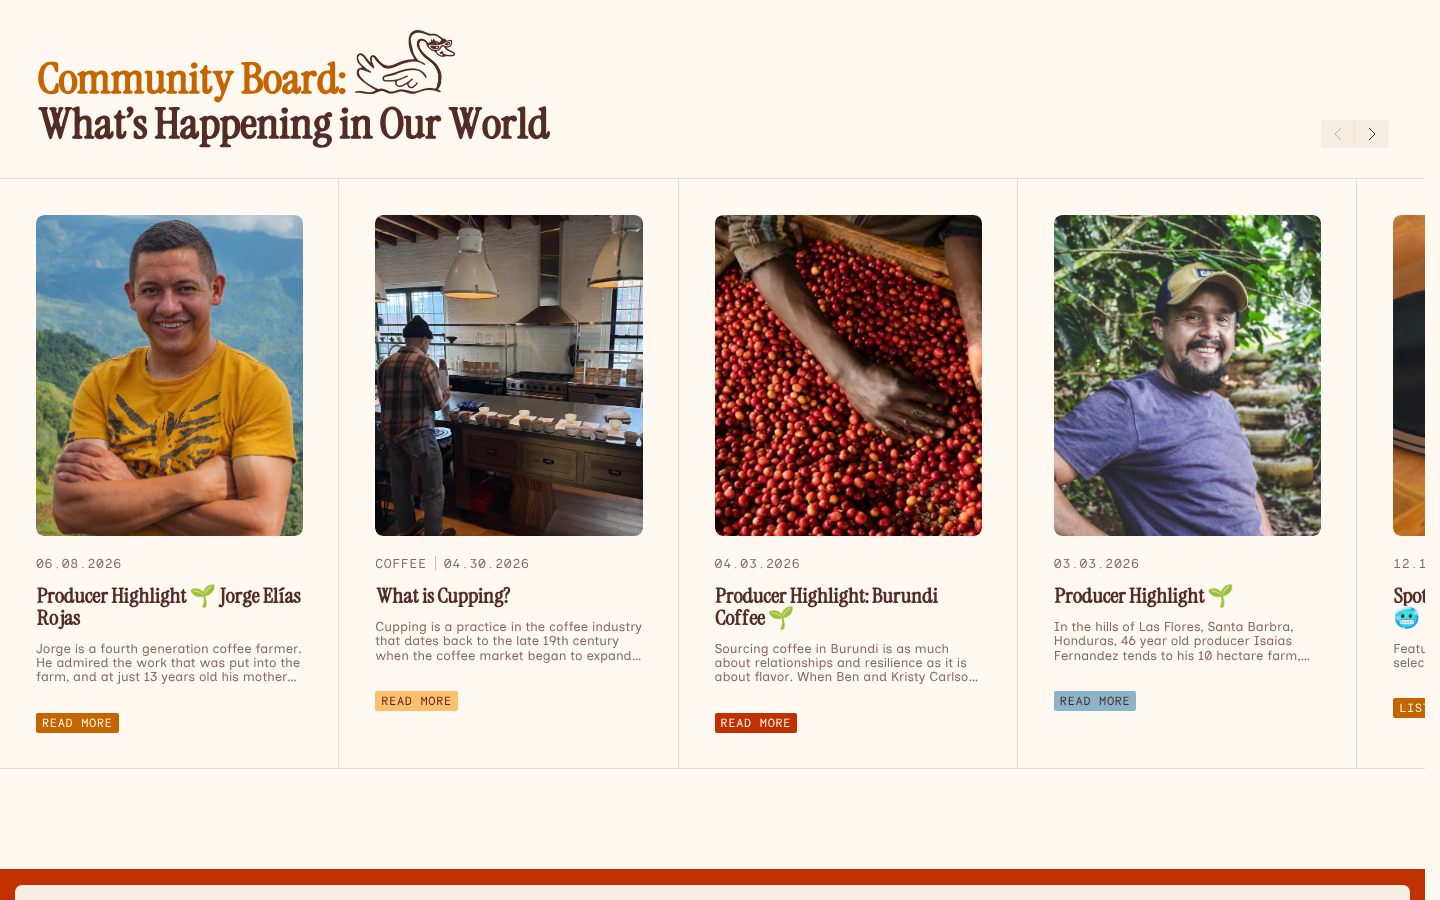 Community Board:
What's Happening in Our World
06.08.2026
Producer Highlight 🌱 Jorge Elías
Rojas
Jorge is a fourth generation coffee farmer.
He admired the work that was put into the
farm, and at just 13 years old his mother...
READ MORE
COFFEE | 04.30.2026
What is Cupping?
Cupping is a practice in the coffee industry
that dates back to the late 19th century
when the coffee market began to expand...
READ MORE
04.03.2026
Producer Highlight: Burundi
Coffee 🌱
Sourcing coffee in Burundi is as much
about relationships and resilience as it is
about flavor. When Ben and Kristy Carlso...
READ MORE
03.03.2026
Producer Highlight 🌱
In the hills of Las Flores, Santa Barbra,
Honduras, 46 year old producer Isaias
Fernandez tends to his 10 hectare farm,...
READ MORE
12.1
Spot
🥶
Featu
selec